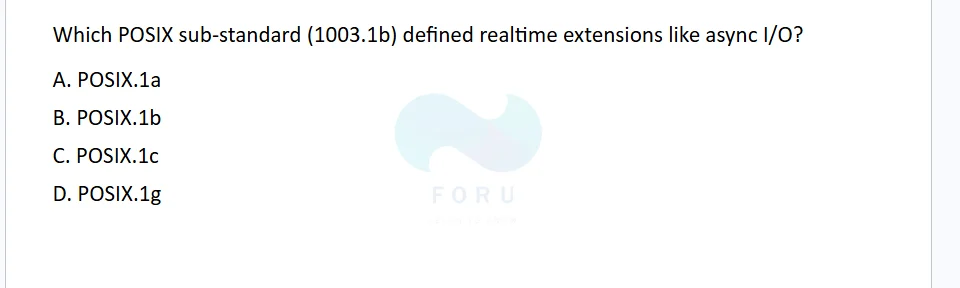 Which POSIX sub-standard (1003.1b) defined realtime extensions like async I/O?
A. POSIX.1a
B. POSIX.1b
C. POSIX.1c
D. POSIX.1g
FORU